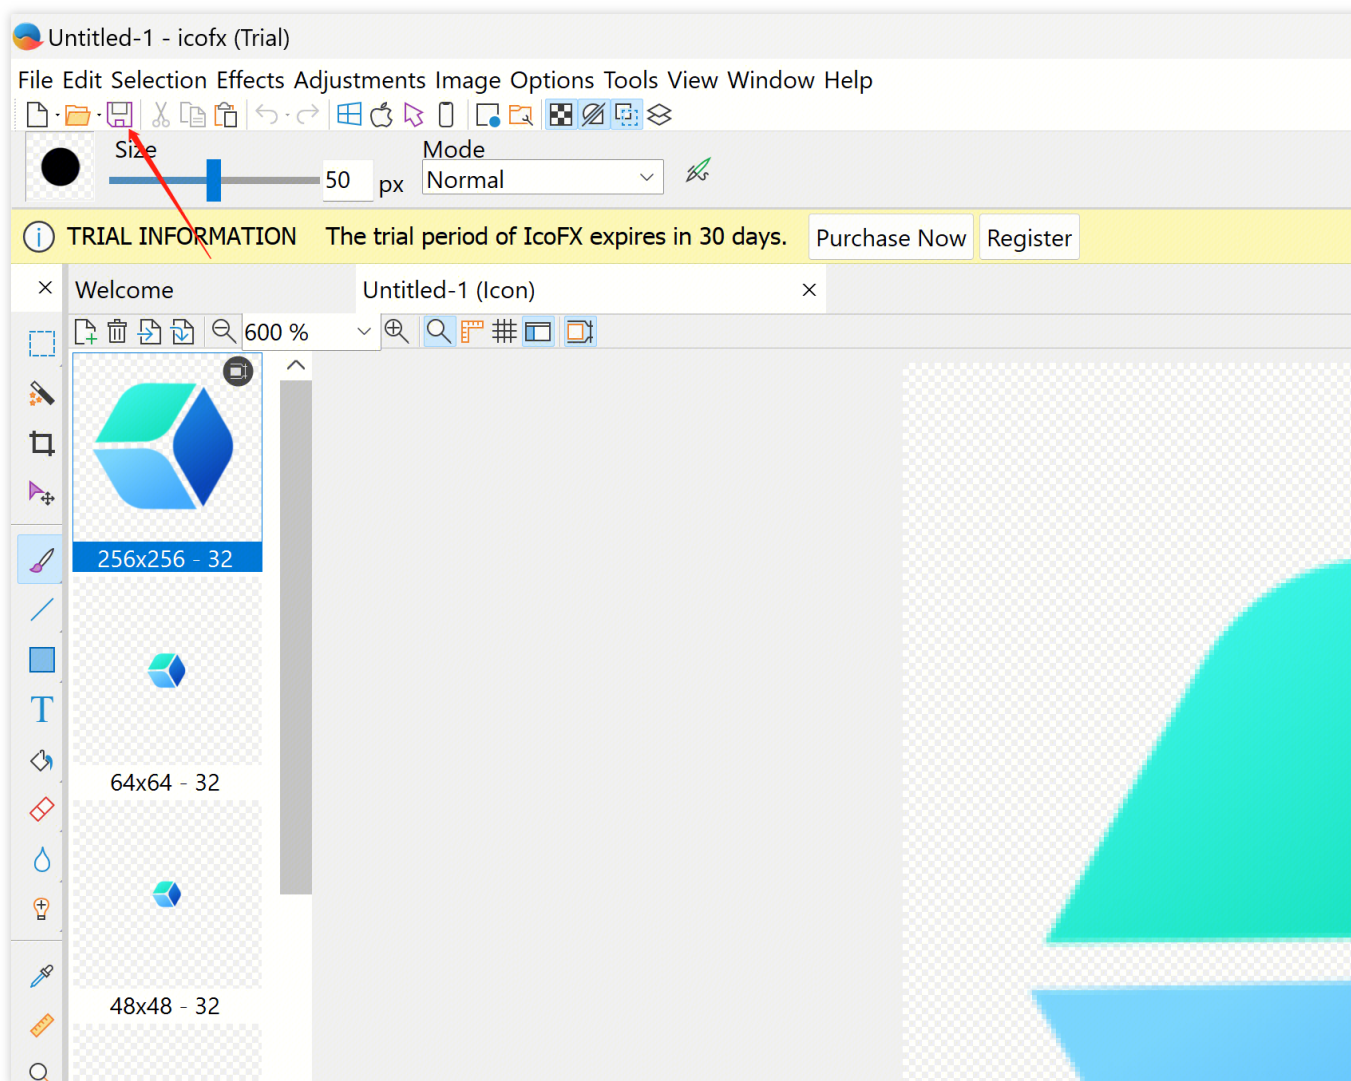 Untitled-1 - icofx (Trial)
File Edit Selection Effects Adjustments Image Options Tools View Window Help
Size
50 px
Mode
Normal
TRIAL INFORMATION The trial period of IcoFX expires in 30 days. Purchase Now Register
Welcome Untitled-1 (Icon)
600 %
256x256 - 32
64x64 - 32
48x48 - 32